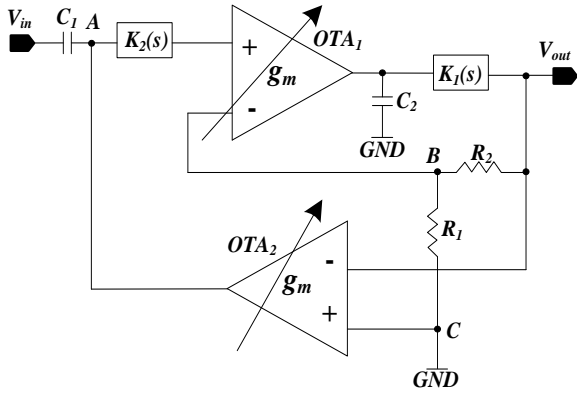 V_in
C_1
A
K_2(s)
+
-
OTA_1
g_m
C_2
GND
K_1(s)
V_out
B
R_2
R_1
OTA_2
g_m
-
+
C
GND